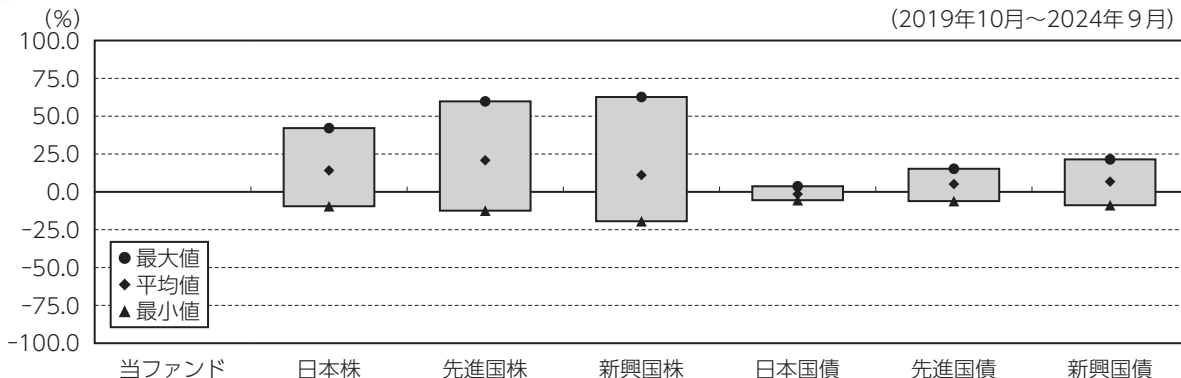 (%)
(2019年10月～2024年９月)
100.0
75.0
50.0
25.0
0.0
-25.0
-50.0
-75.0
-100.0
●最大値
◆平均値
▲最小値
当ファンド 日本株 先進国株 新興国株 日本国債 先進国債 新興国債